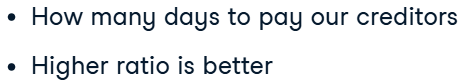 • How many days to pay our creditors
• Higher ratio is better